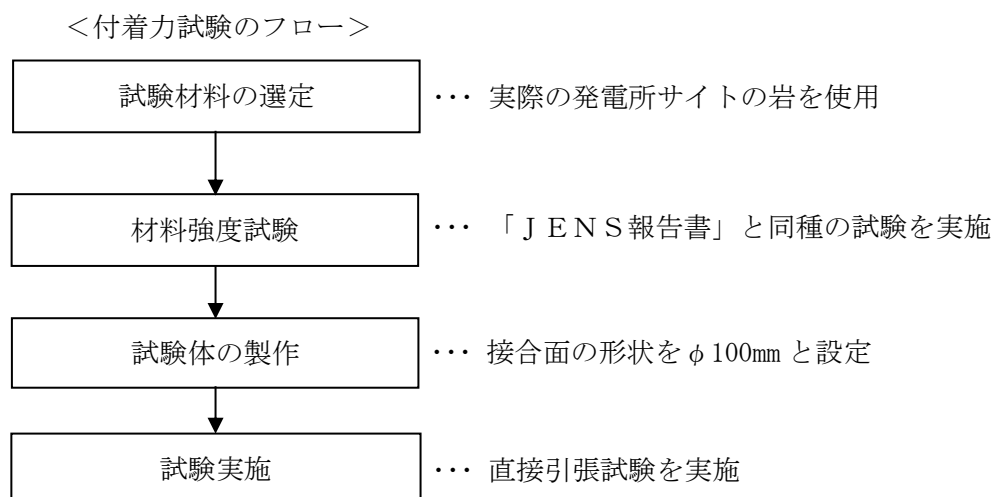 ＜付着力試験のフロー＞
試験材料の選定 ･･･ 実際の発電所サイトの岩を使用
材料強度試験 ･･･ 「ＪＥＮＳ報告書」と同種の試験を実施
試験体の製作 ･･･ 接合面の形状をφ100㎜と設定
試験実施 ･･･ 直接引張試験を実施